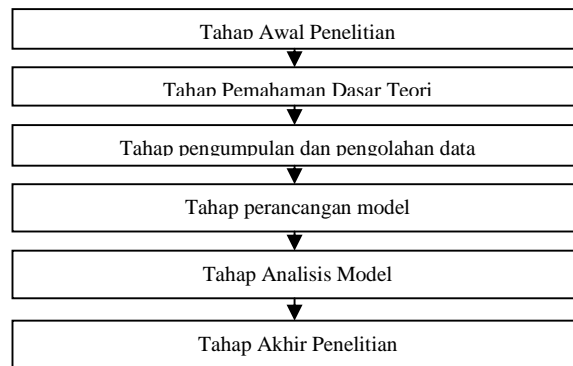 Tahap Awal Penelitian
Tahap Pemahaman Dasar Teori
Tahap pengumpulan dan pengolahan data
Tahap perancangan model
Tahap Analisis Model
Tahap Akhir Penelitian